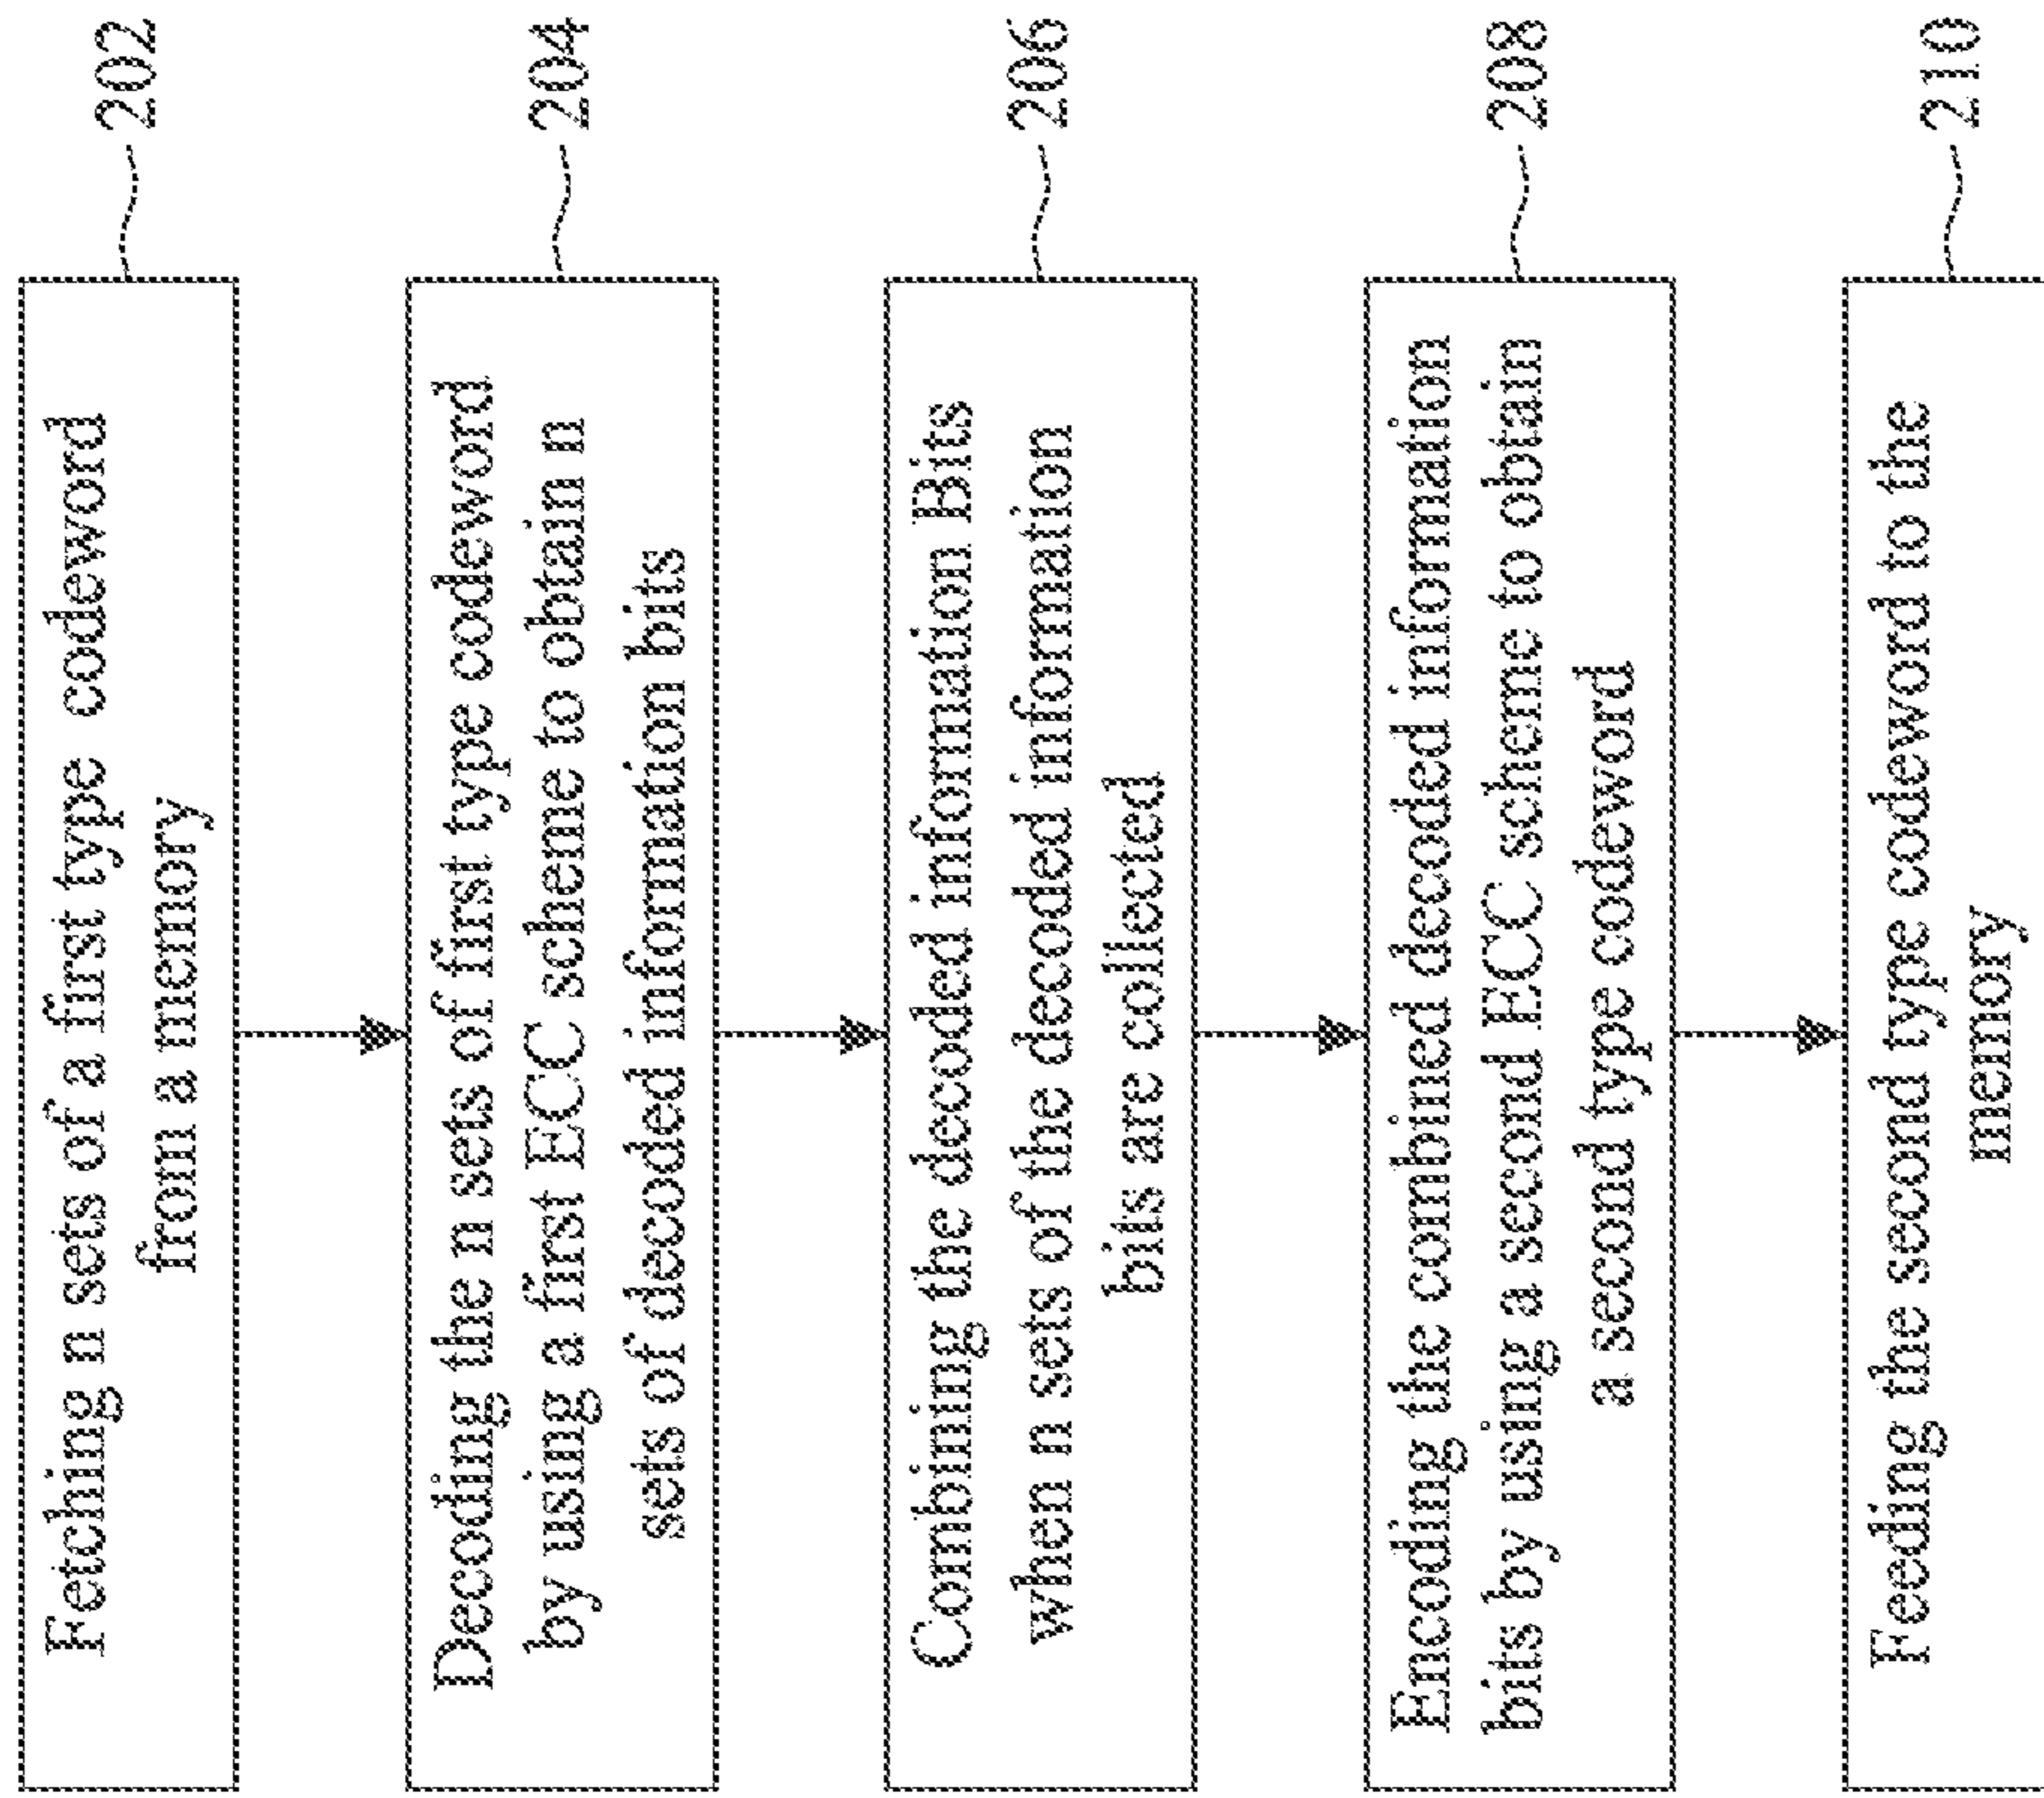 Fetching n sets of a first type codeword
from a memory
202
Decoding the n sets of first type codeword
by using a first ECC scheme to obtain n
sets of decoded information bits
204
Combining the decoded information Bits
when n sets of the decoded information
bits are collected
206
Encoding the combined decoded information
bits by using a second ECC scheme to obtain
a second type codeword
208
Feeding the second type codeword to the
memory
210